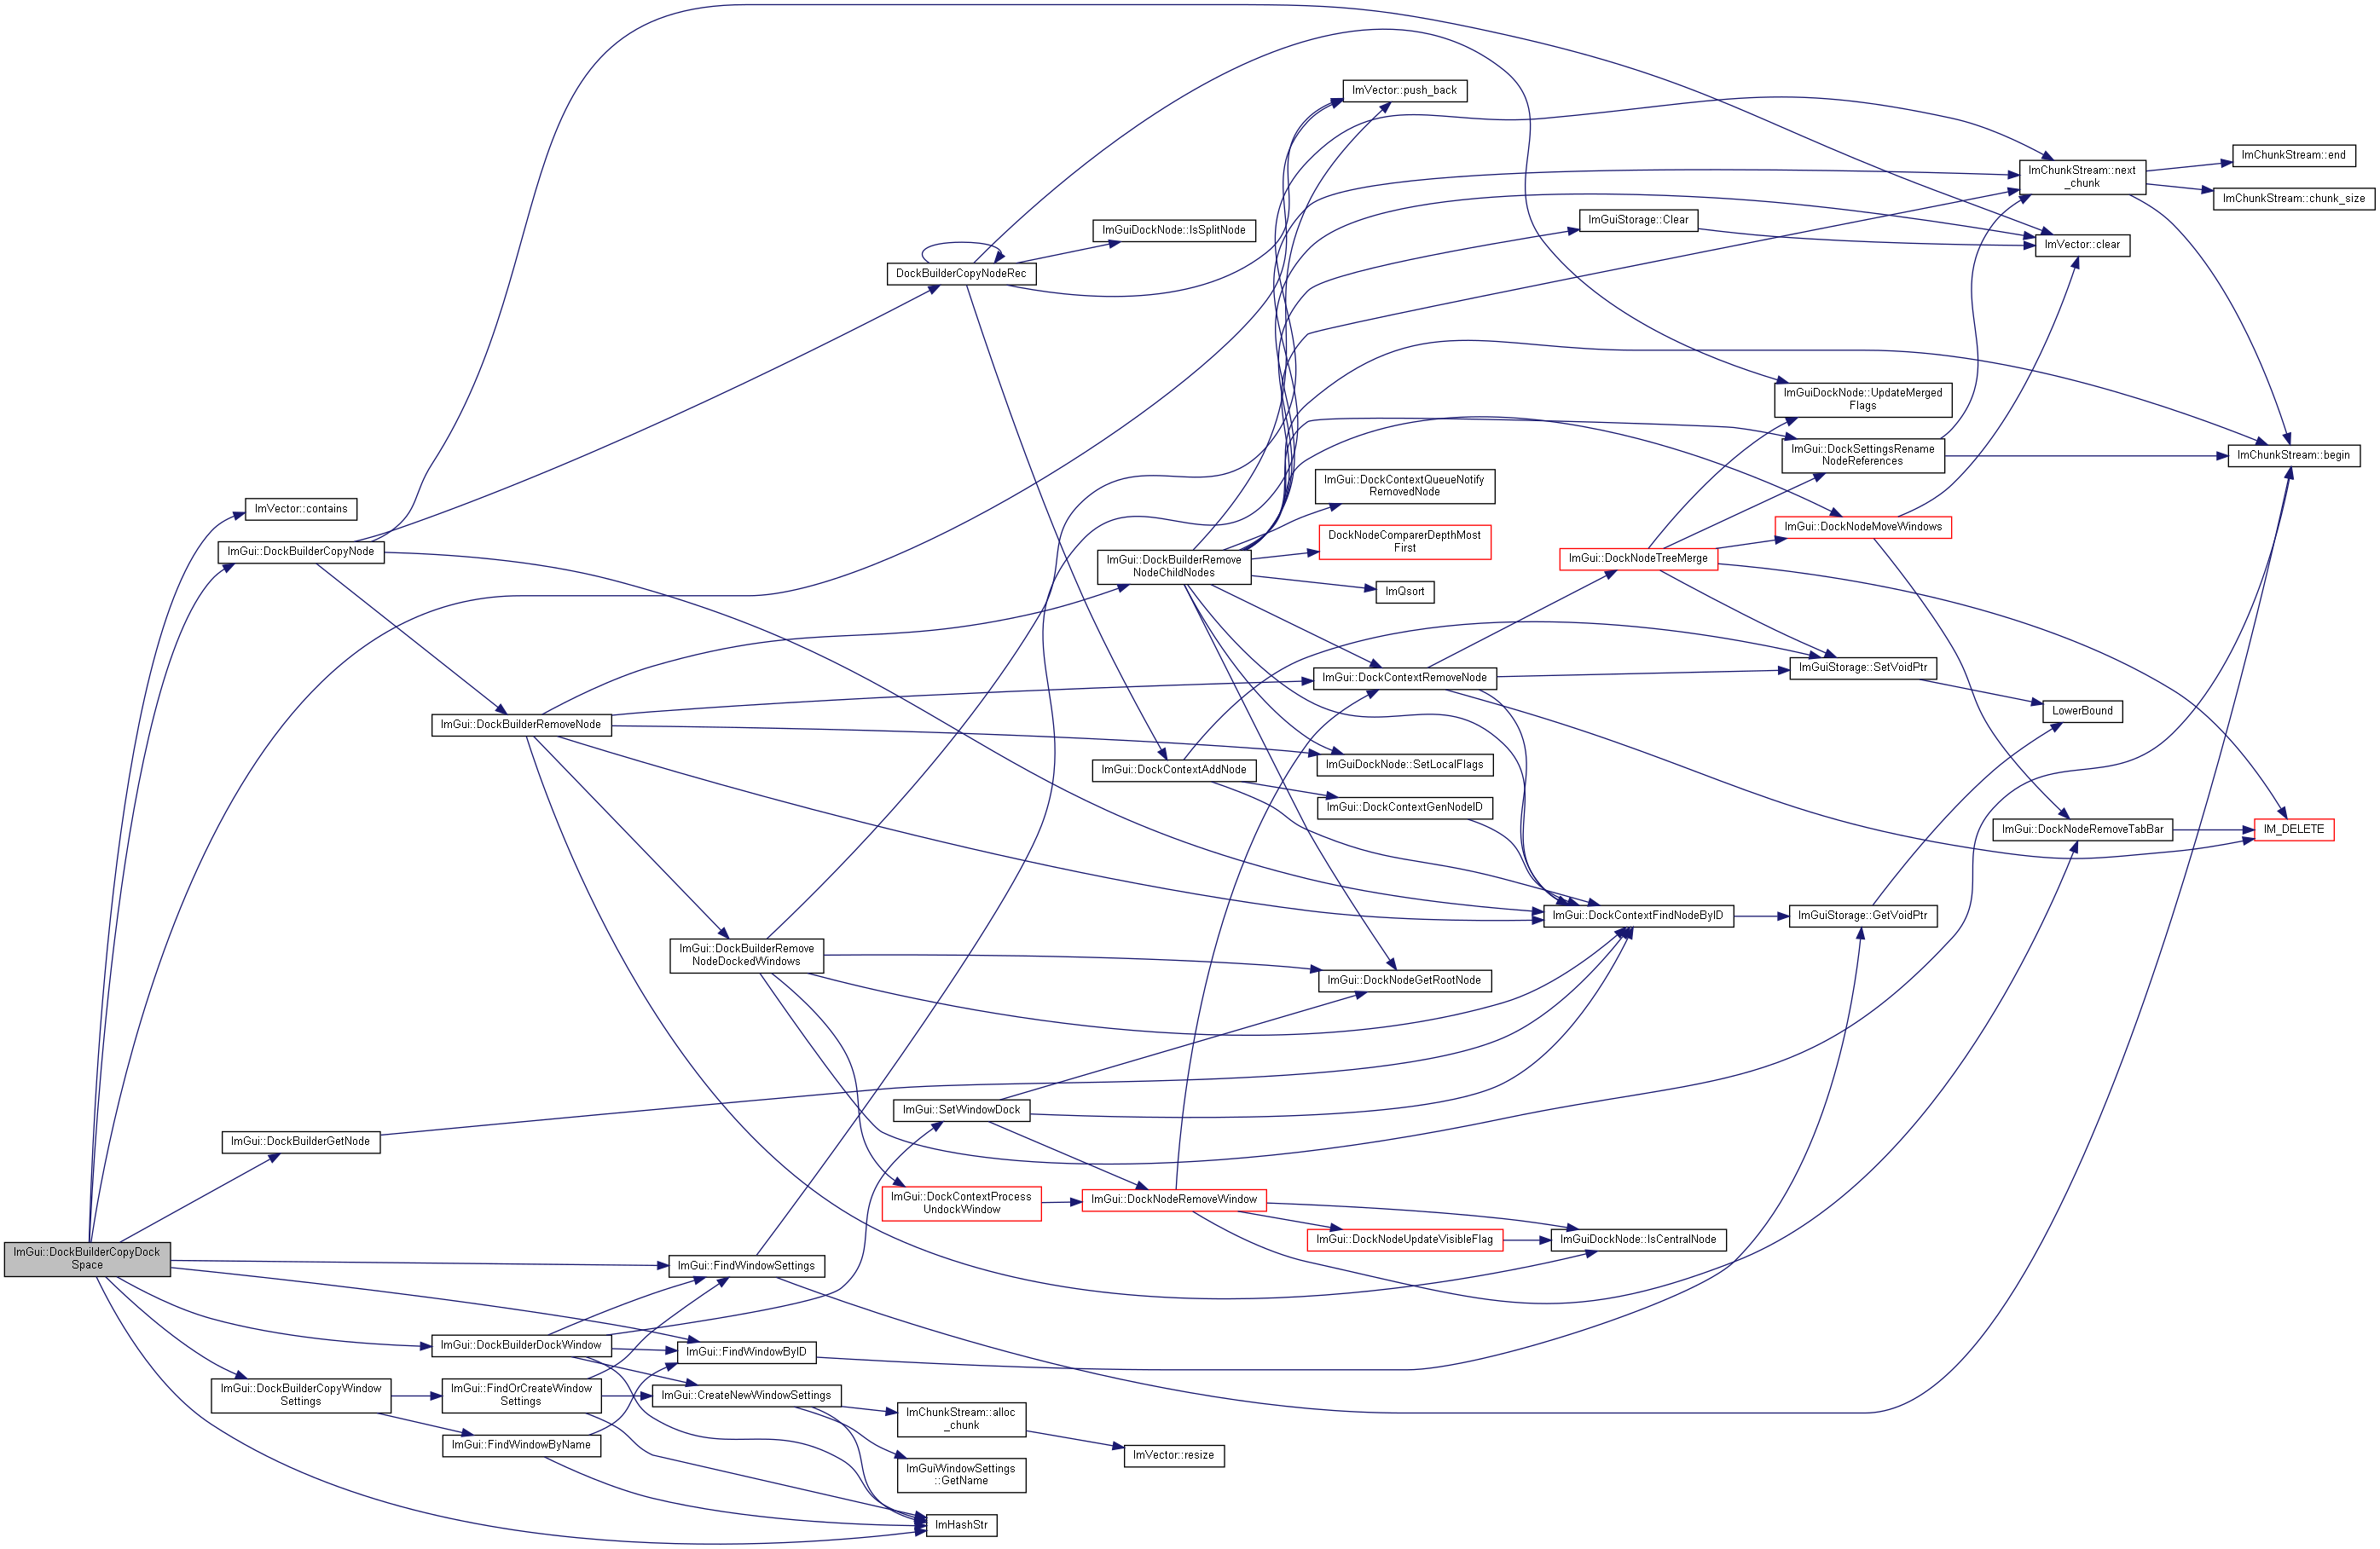 ImVector::push_back
ImChunkStream::end
ImChunkStream::next
_chunk
ImChunkStream::chunk_size
ImGuiStorage::Clear
ImGuiDockNode::IsSplitNode
ImVector::clear
DockBuilderCopyNodeRec
ImGuiDockNode::UpdateMerged
Flags
ImGui::DockSettingsRename
NodeReferences
ImChunkStream::begin
ImGui::DockContextQueueNotify
RemovedNode
ImVector::contains
ImGui::DockNodeMoveWindows
DockNodeComparerDepthMost
First
ImGui::DockBuilderCopyNode
ImGui::DockNodeTreeMerge
ImGui::DockBuilderRemove
NodeChildNodes
ImQsort
ImGui::DockContextRemoveNode
ImGuiStorage::SetVoidPtr
LowerBound
ImGui::DockBuilderRemoveNode
ImGuiDockNode::SetLocalFlags
ImGui::DockContextAddNode
ImGui::DockContextGenNodeID
ImGui::DockNodeRemoveTabBar
IM_DELETE
ImGui::DockContextFindNodeByID
ImGuiStorage::GetVoidPtr
ImGui::DockBuilderRemove
NodeDockedWindows
ImGui::DockNodeGetRootNode
ImGui::SetWindowDock
ImGui::DockBuilderGetNode
ImGui::DockContextProcess
UndockWindow
ImGui::DockNodeRemoveWindow
ImGui::DockNodeUpdateVisibleFlag
ImGuiDockNode::IsCentralNode
ImGui::DockBuilderCopyDock
Space
ImGui::FindWindowSettings
ImGui::DockBuilderDockWindow
ImGui::FindWindowByID
ImGui::DockBuilderCopyWindow
Settings
ImGui::FindOrCreateWindow
Settings
ImGui::CreateNewWindowSettings
ImChunkStream::alloc
_chunk
ImGui::FindWindowByName
ImVector::resize
ImGuiWindowSettings
::GetName
ImHashStr